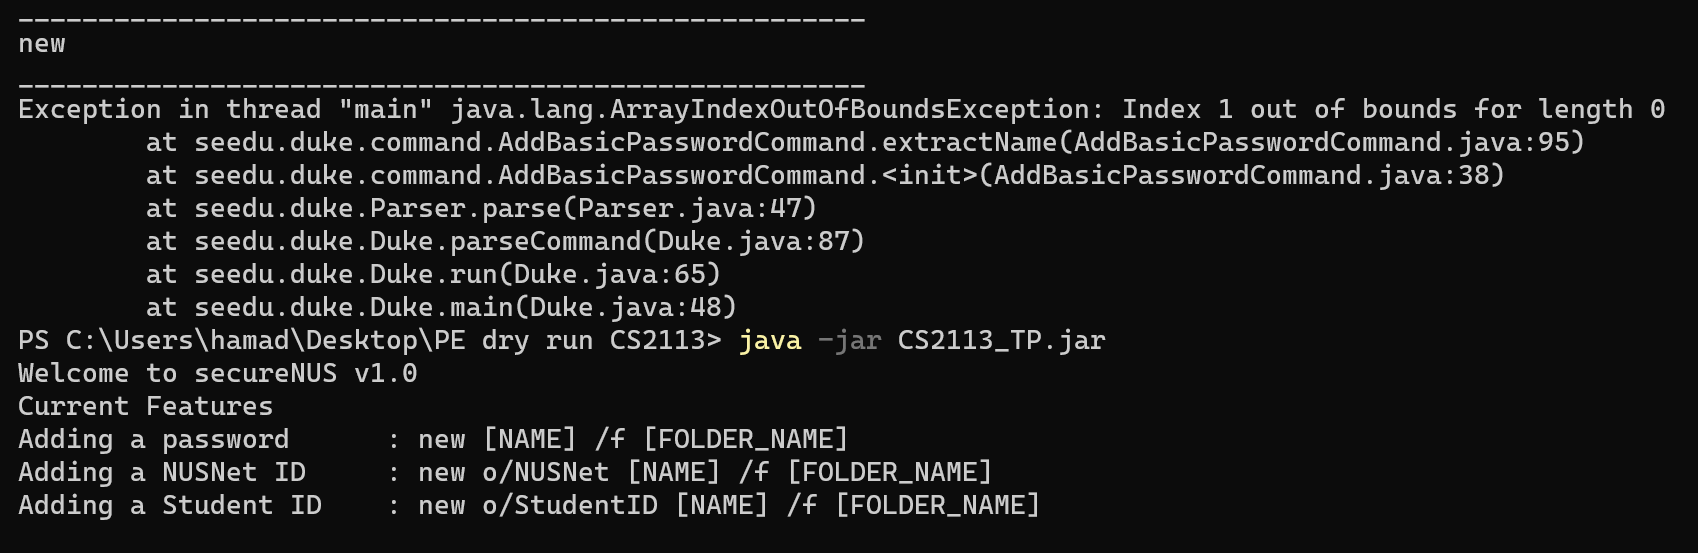 _____________________________________________________
new
_____________________________________________________
Exception in thread "main" java.lang.ArrayIndexOutOfBoundsException: Index 1 out of bounds for length 0
        at seedu.duke.command.AddBasicPasswordCommand.extractName(AddBasicPasswordCommand.java:95)
        at seedu.duke.command.AddBasicPasswordCommand.<init>(AddBasicPasswordCommand.java:38)
        at seedu.duke.Parser.parse(Parser.java:47)
        at seedu.duke.Duke.parseCommand(Duke.java:87)
        at seedu.duke.Duke.run(Duke.java:65)
        at seedu.duke.Duke.main(Duke.java:48)
PS C:\Users\hamad\Desktop\PE dry run CS2113> java -jar CS2113_TP.jar
Welcome to secureNUS v1.0
Current Features
Adding a password      : new [NAME] /f [FOLDER_NAME]
Adding a NUSNet ID     : new o/NUSNet [NAME] /f [FOLDER_NAME]
Adding a Student ID    : new o/StudentID [NAME] /f [FOLDER_NAME]